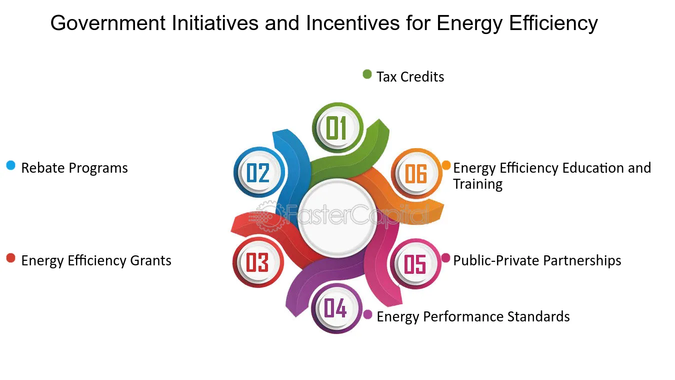 Government Initiatives and Incentives for Energy Efficiency
Tax Credits
01
02
Rebate Programs
06
Energy Efficiency Education and
Training
FasterCapital
03
Energy Efficiency Grants
05
Public-Private Partnerships
04
Energy Performance Standards